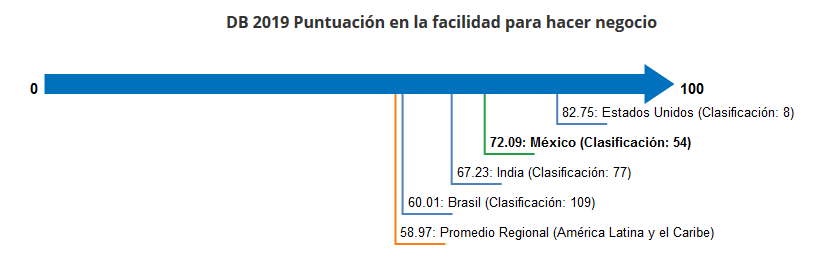 DB 2019 Puntuación en la facilidad para hacer negocio
0
100
82.75: Estados Unidos (Clasificación: 8)
72.09: México (Clasificación: 54)
67.23: India (Clasificación: 77)
60.01: Brasil (Clasificación: 109)
58.97: Promedio Regional (América Latina y el Caribe)